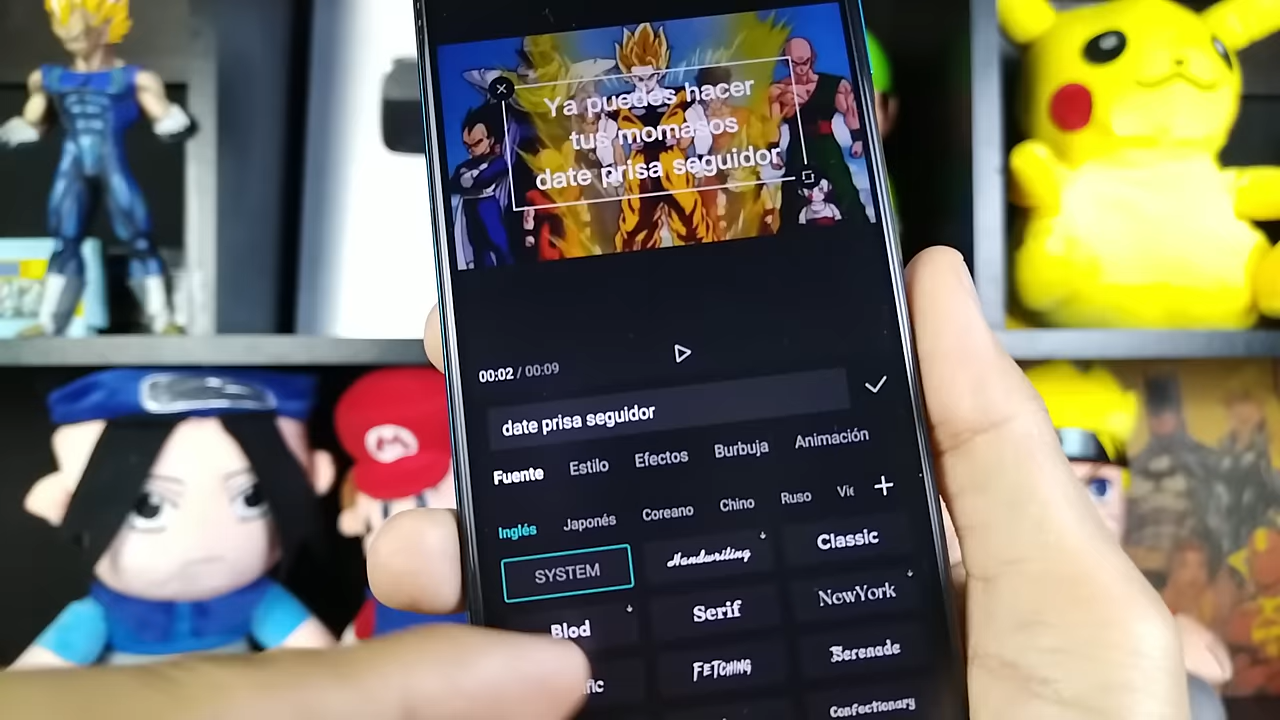 Ya puedes hacer
tus momasos
date prisa seguidor
00:02 / 00:09
date prisa seguidor
Fuente Estilo Efectos Burbuja Animación
Inglés Japonés Coreano Chino Ruso
SYSTEM Handwriting Classic
Blod Serif NewYork
Fetching Serenade
Confectionary
M